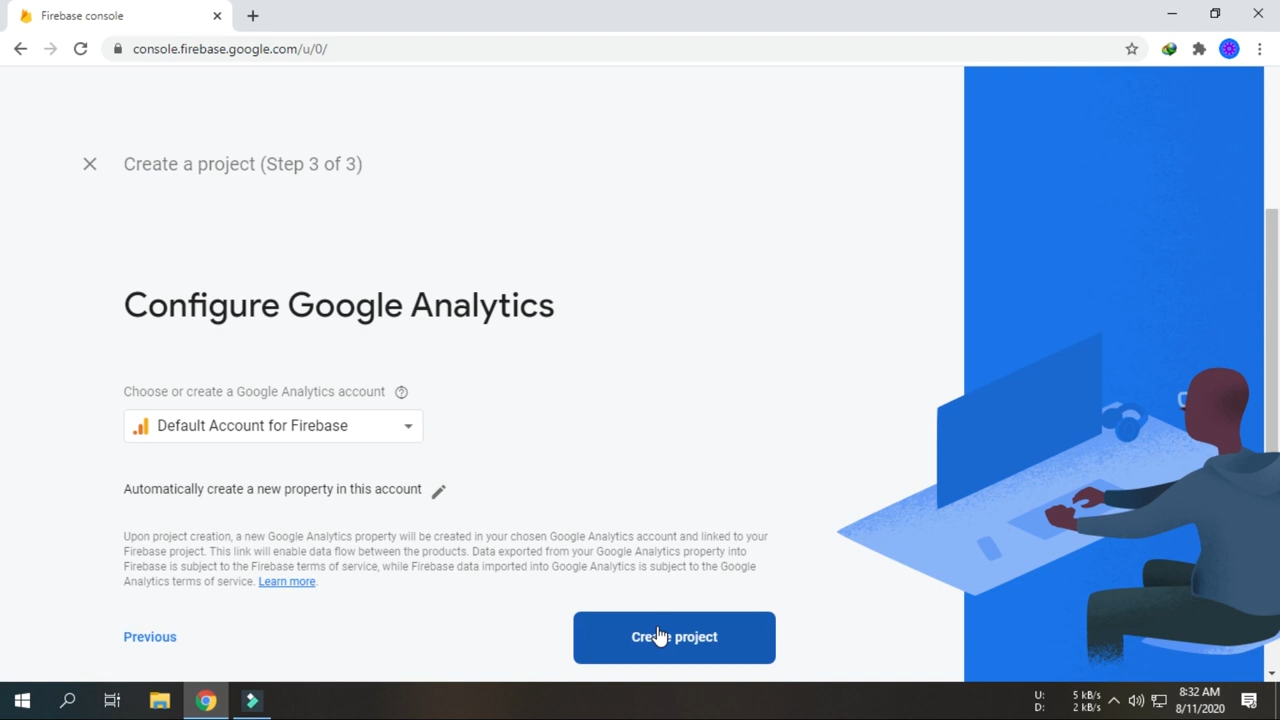 Firebase console
console.firebase.google.com/u/0/
Create a project (Step 3 of 3)
Configure Google Analytics
Choose or create a Google Analytics account
Default Account for Firebase
Automatically create a new property in this account
Upon project creation, a new Google Analytics property will be created in your chosen Google Analytics account and linked to your
Firebase project. This link will enable data flow between the products. Data exported from your Google Analytics property into
Firebase is subject to the Firebase terms of service, while Firebase data imported into Google Analytics is subject to the Google
Analytics terms of service. Learn more.
Previous
Create project
U: 5 kB/s
D: 2 kB/s
8:32 AM
8/11/2020